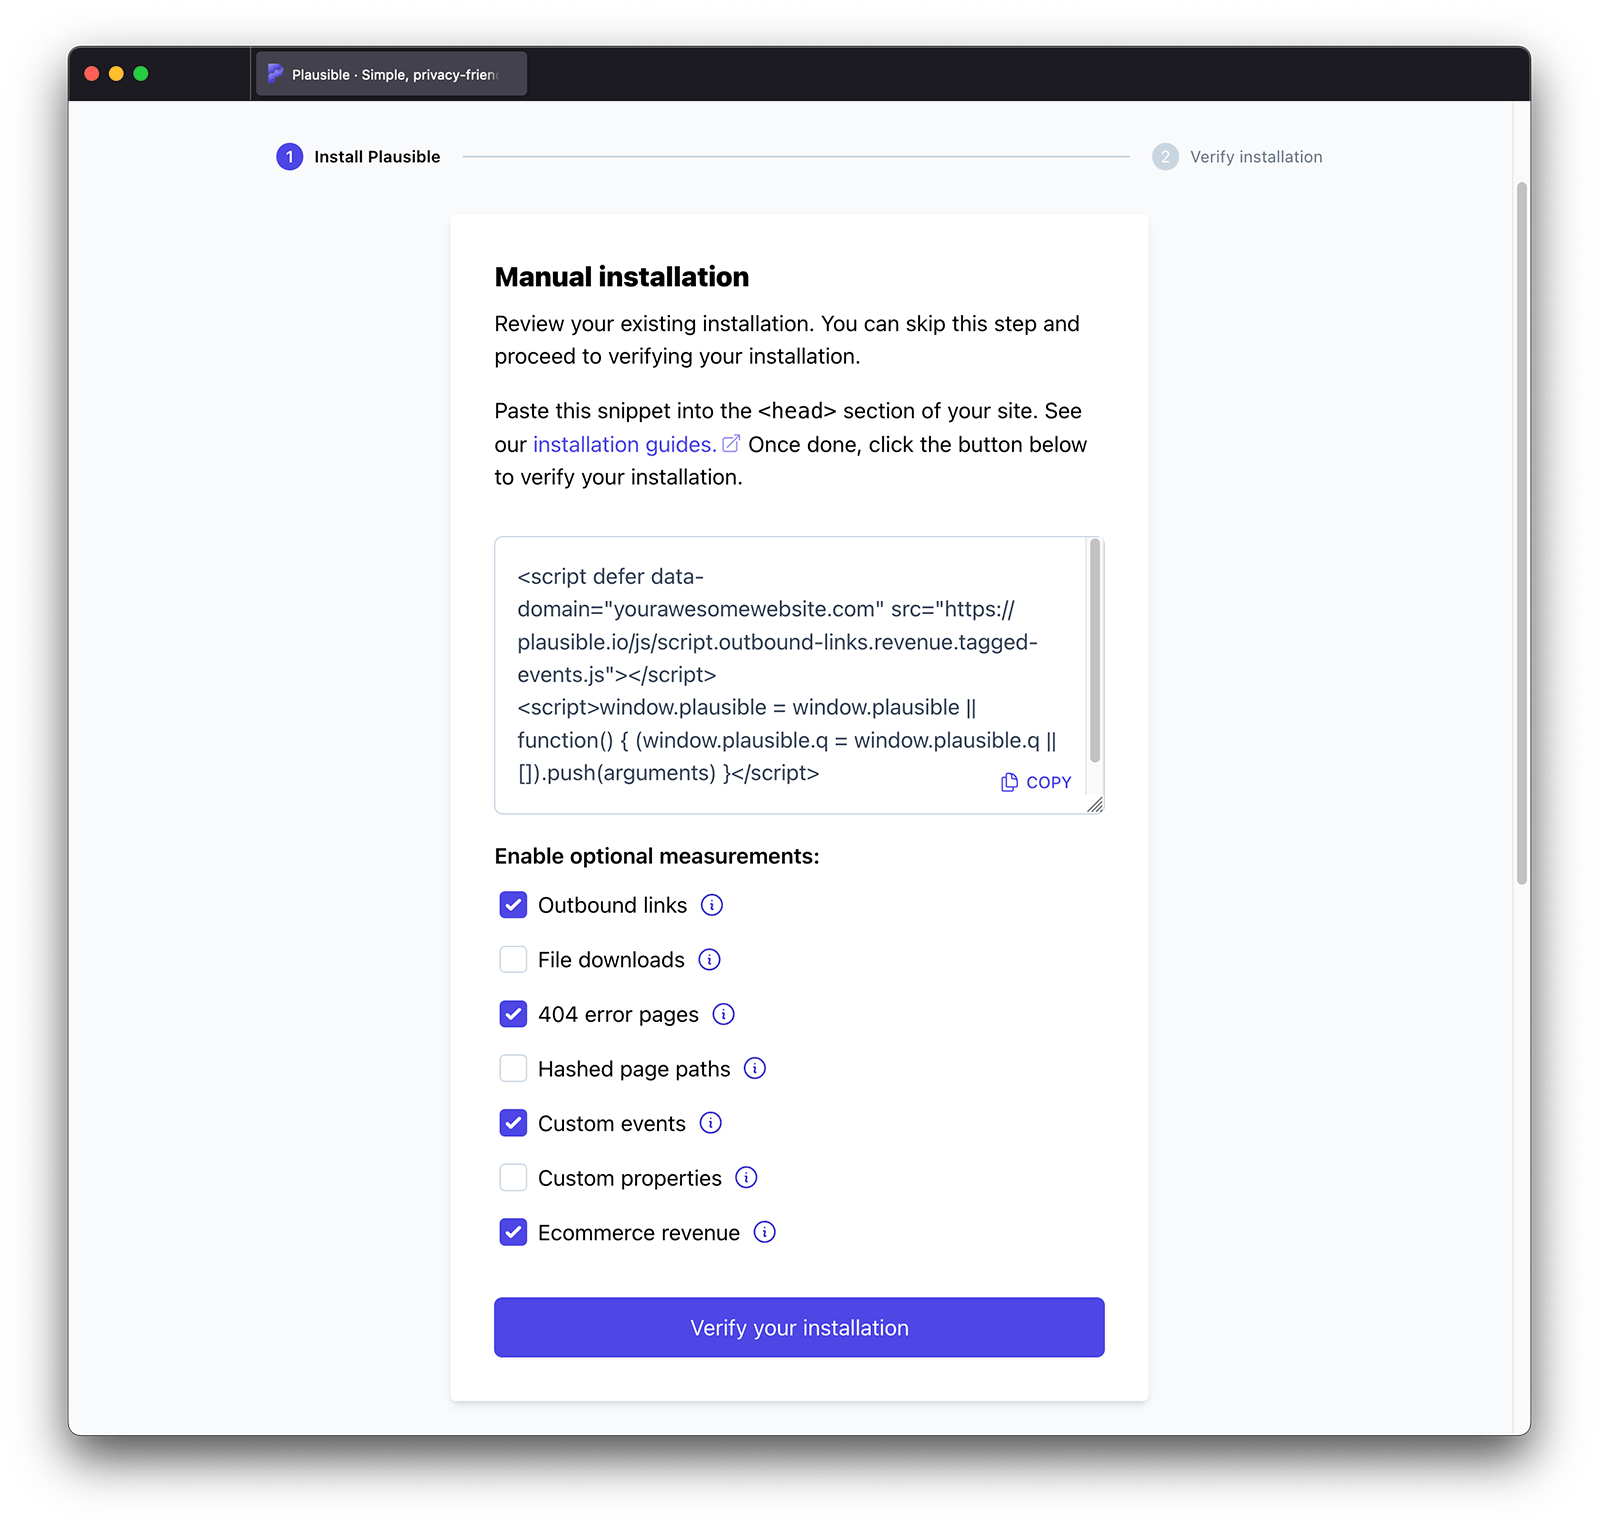 Plausible · Simple, privacy-frien
1 Install Plausible
2 Verify installation
Manual installation
Review your existing installation. You can skip this step and
proceed to verifying your installation.
Paste this snippet into the <head> section of your site. See
our installation guides. Once done, click the button below
to verify your installation.
<script defer data-
domain="yourawesomewebsite.com" src="https://
plausible.io/js/script.outbound-links.revenue.tagged-
events.js"></script>
<script>window.plausible = window.plausible ||
function() { (window.plausible.q = window.plausible.q ||
[]).push(arguments) }</script>
COPY
Enable optional measurements:
Outbound links
File downloads
404 error pages
Hashed page paths
Custom events
Custom properties
Ecommerce revenue
Verify your installation